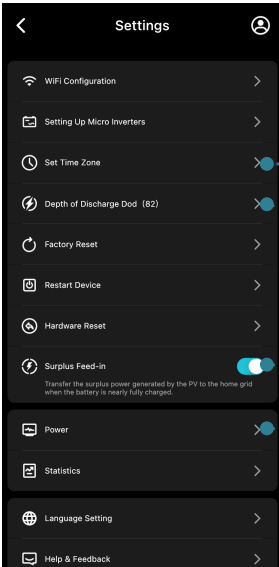 Settings
WiFi Configuration
Setting Up Micro Inverters
Set Time Zone
Depth of Discharge Dod (82)
Factory Reset
Restart Device
Hardware Reset
Surplus Feed-in
Transfer the surplus power generated by the PV to the home grid
when the battery is nearly fully charged.
Power
Statistics
Language Setting
Help & Feedback